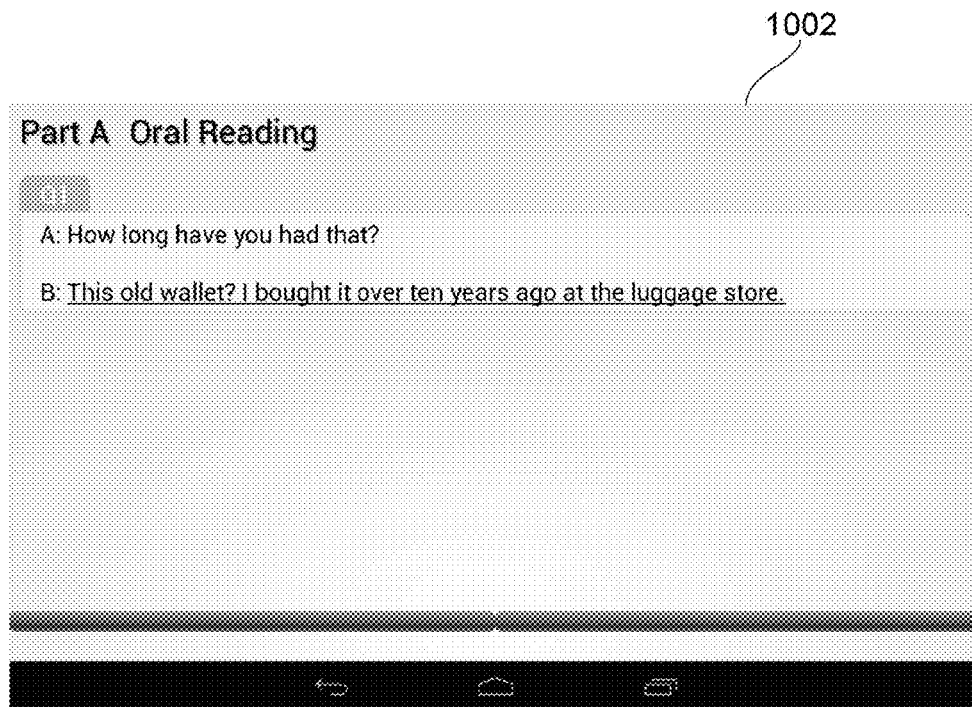 1002
Part A Oral Reading
A: How long have you had that?
B: This old wallet? I bought it over ten years ago at the luggage store.